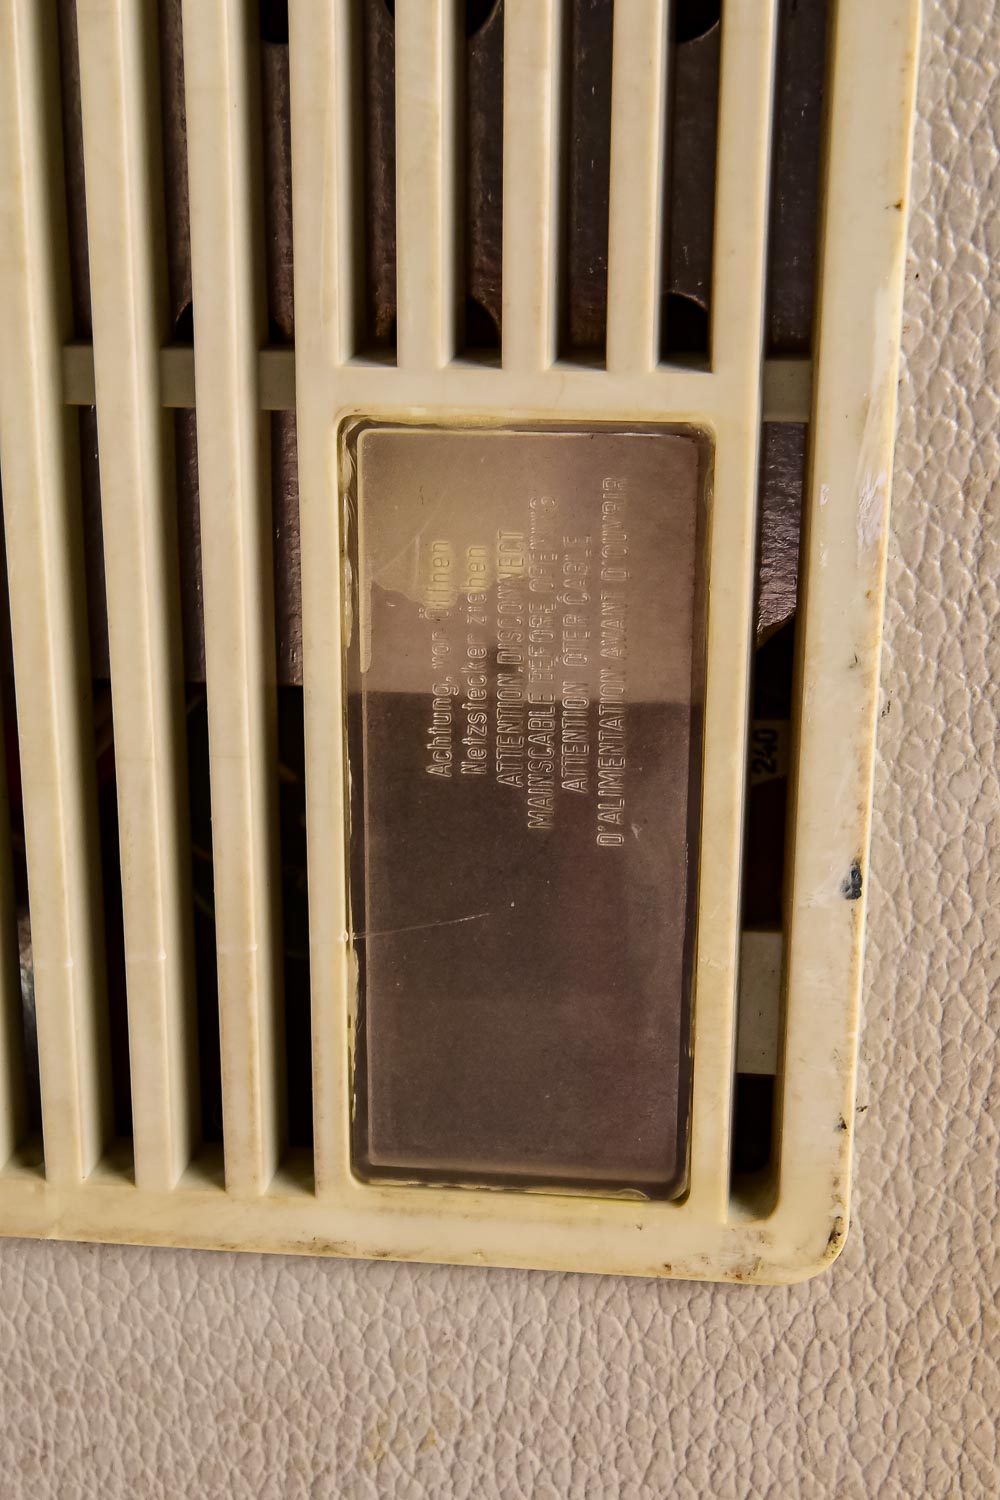 Achtung, vor Öffnen
Netzstecker ziehen
ATTENTION.DISCONNECT
MAINSCABLE BEFORE OPENING
ATTENTION OTER CABLE
D'ALIMENTATION AVANT D'OUVRIR
240